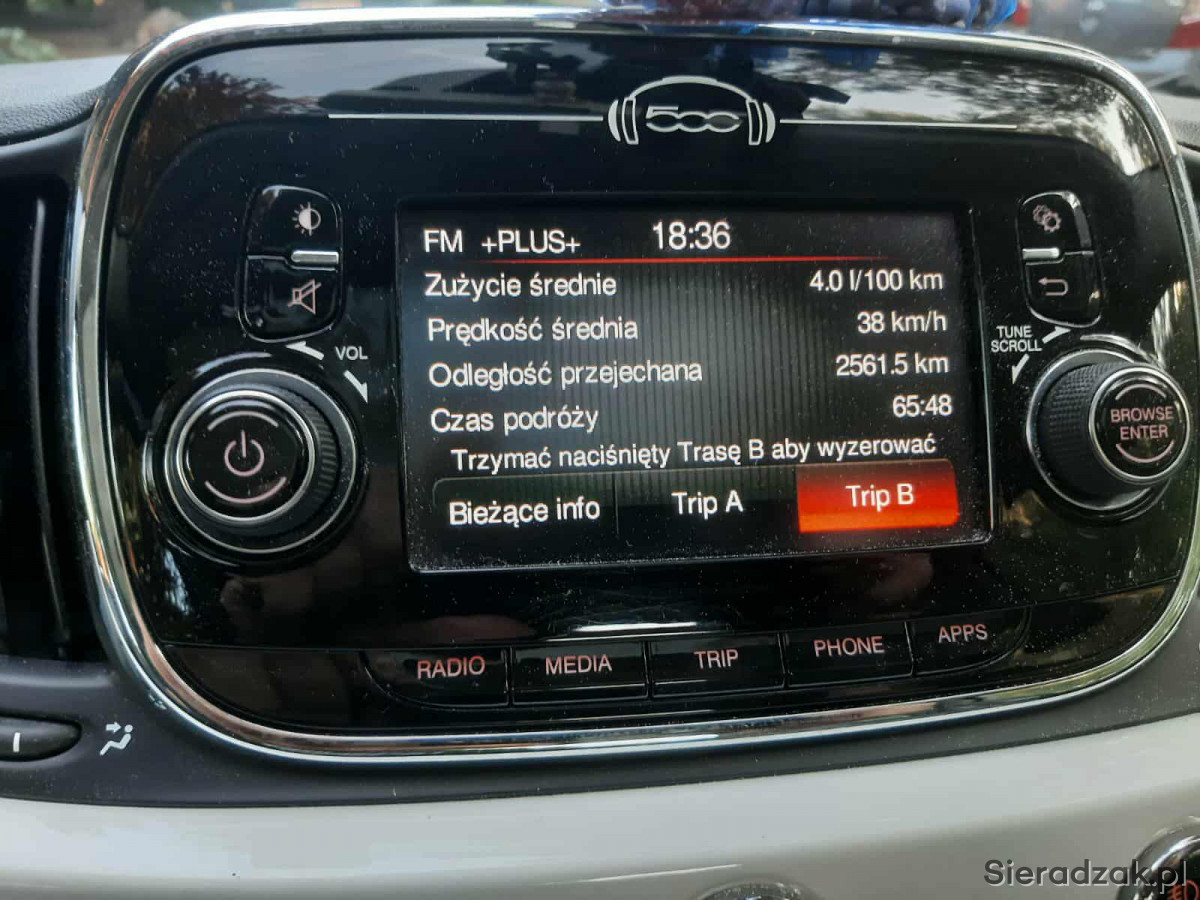 500
FM +PLUS+ 18:36
Zużycie średnie 4.0 l/100 km
Prędkość średnia 38 km/h
Odległość przejechana 2561.5 km
Czas podróży 65:48
Trzymać naciśnięty Trasę B aby wyzerować
Bieżące info Trip A Trip B
VOL
TUNE
SCROLL
BROWSE
ENTER
RADIO MEDIA TRIP PHONE APPS
Sieradzak.pl